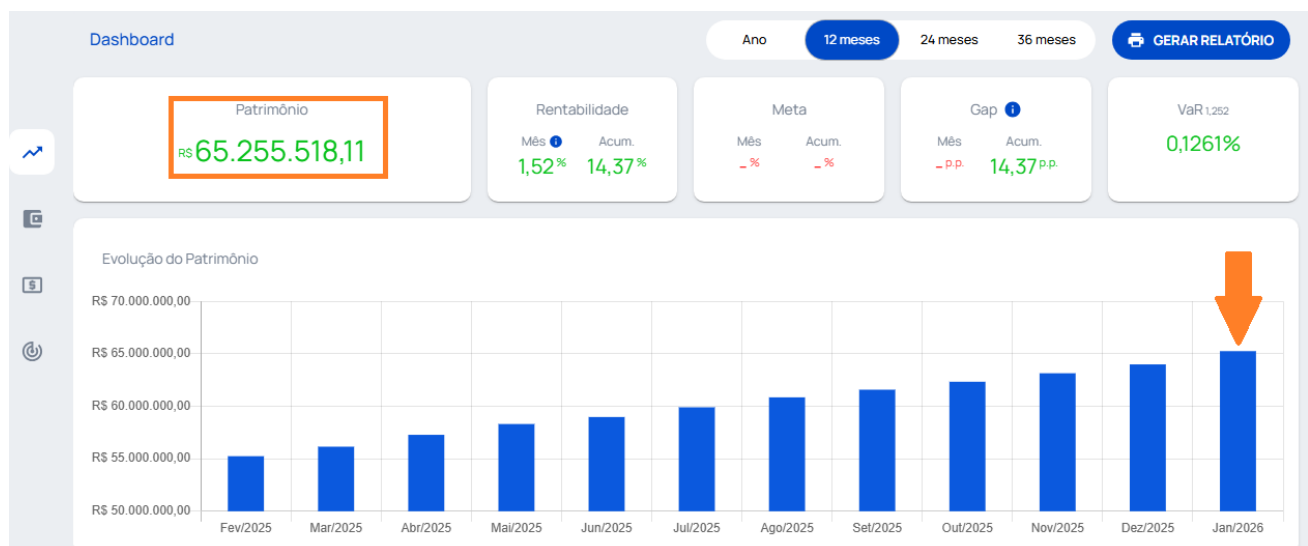 Dashboard
Ano 12 meses 24 meses 36 meses GERAR RELATÓRIO
Patrimônio
R$ 65.255.518,11
Rentabilidade
Mês Acum.
1,52% 14,37%
Meta
Mês Acum.
-% -%
Gap
Mês Acum.
-p.p. 14,37p.p.
VaR 1,252
0,1261%
Evolução do Patrimônio
R$ 70.000.000,00
R$ 65.000.000,00
R$ 60.000.000,00
R$ 55.000.000,00
R$ 50.000.000,00
Fev/2025 Mar/2025 Abr/2025 Mai/2025 Jun/2025 Jul/2025 Ago/2025 Set/2025 Out/2025 Nov/2025 Dez/2025 Jan/2026